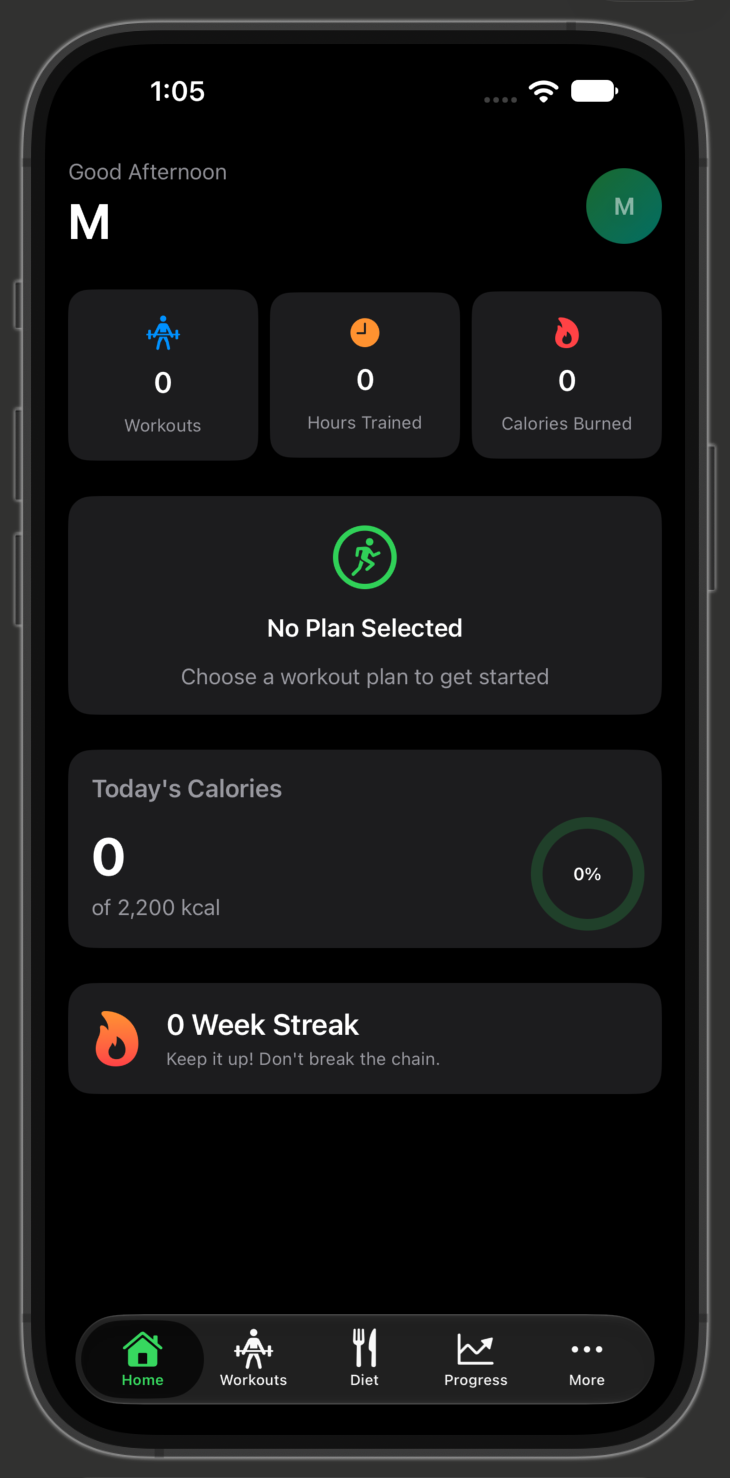 1:05
Good Afternoon
M
M
0
Workouts
0
Hours Trained
0
Calories Burned
No Plan Selected
Choose a workout plan to get started
Today's Calories
0
of 2,200 kcal
0%
0 Week Streak
Keep it up! Don't break the chain.
Home
Workouts
Diet
Progress
More